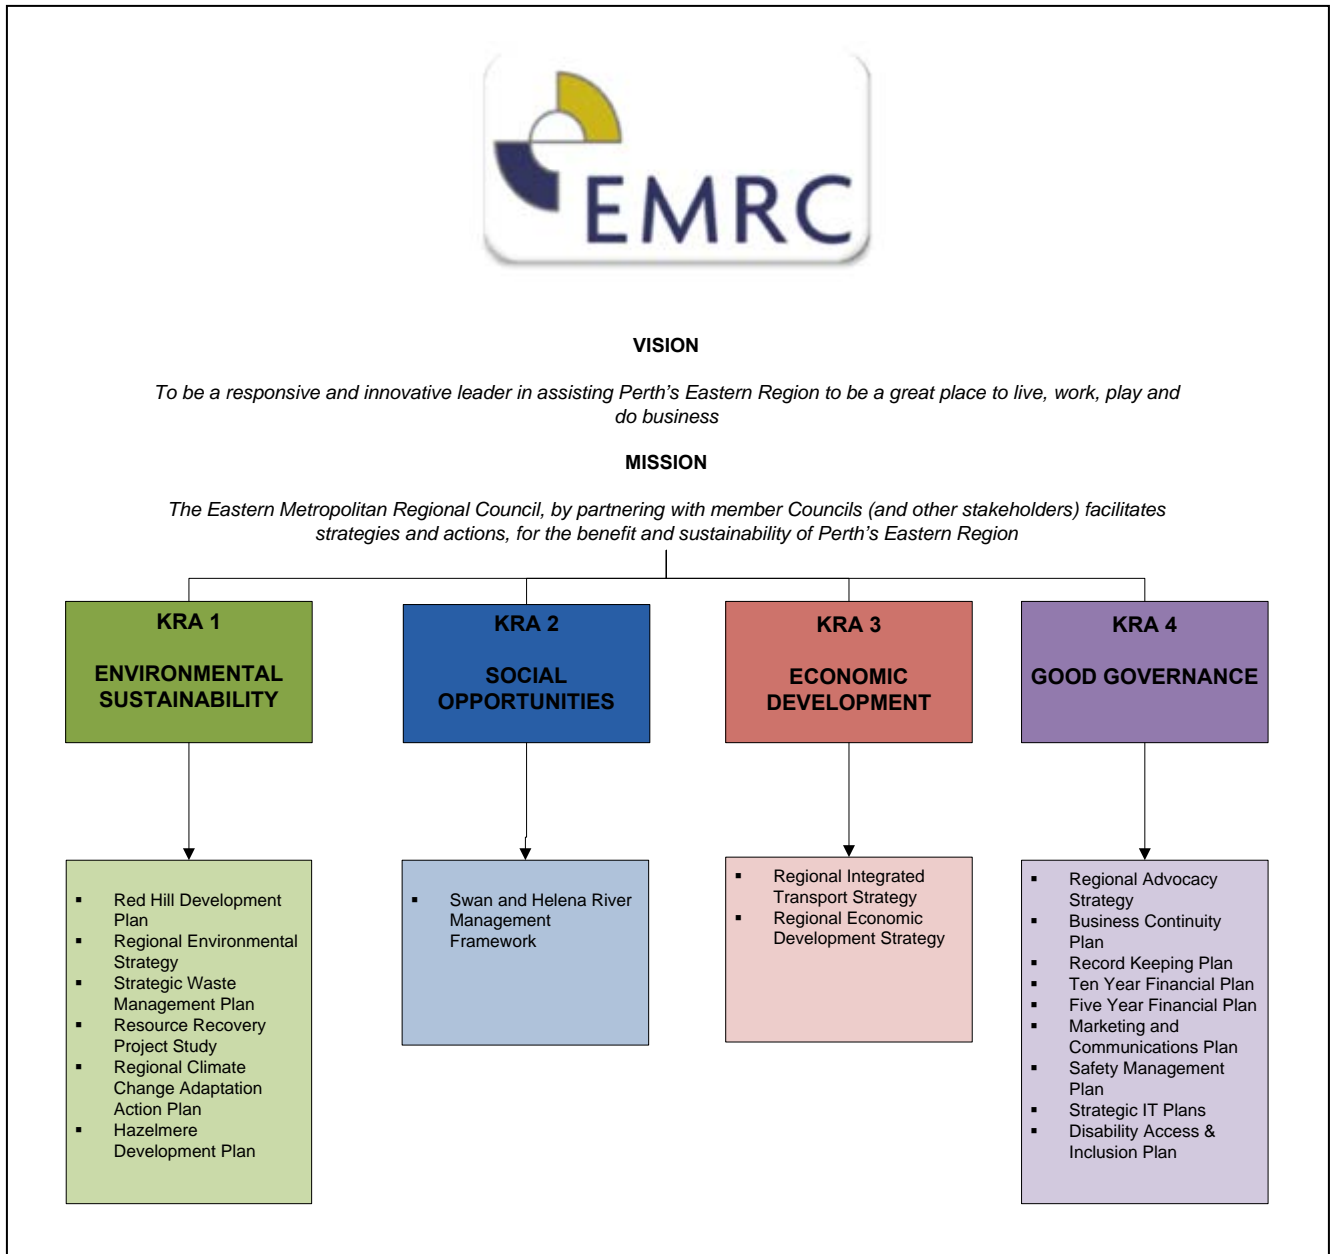 EMRC
VISION
To be a responsive and innovative leader in assisting Perth's Eastern Region to be a great place to live, work, play and
do business
MISSION
The Eastern Metropolitan Regional Council, by partnering with member Councils (and other stakeholders) facilitates
strategies and actions, for the benefit and sustainability of Perth's Eastern Region
KRA 1
ENVIRONMENTAL
SUSTAINABILITY
KRA 2
SOCIAL
OPPORTUNITIES
KRA 3
ECONOMIC
DEVELOPMENT
KRA 4
GOOD GOVERNANCE
▪ Red Hill Development
Plan
▪ Regional Environmental
Strategy
▪ Strategic Waste
Management Plan
▪ Resource Recovery
Project Study
▪ Regional Climate
Change Adaptation
Action Plan
▪ Hazelmere
Development Plan
▪ Swan and Helena River
Management
Framework
▪ Regional Integrated
Transport Strategy
▪ Regional Economic
Development Strategy
▪ Regional Advocacy
Strategy
▪ Business Continuity
Plan
▪ Record Keeping Plan
▪ Ten Year Financial Plan
▪ Five Year Financial Plan
▪ Marketing and
Communications Plan
▪ Safety Management
Plan
▪ Strategic IT Plans
▪ Disability Access &
Inclusion Plan